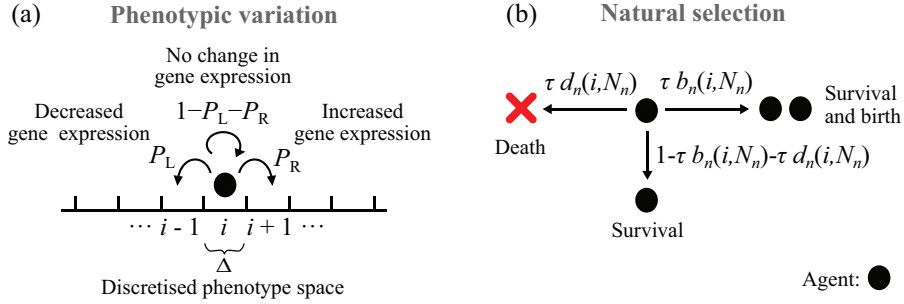 (a) Phenotypic variation
No change in
gene expression
1−P_L−P_R
Decreased
gene expression
Increased
gene expression
P_L
P_R
··· i - 1 i i + 1 ···
Δ
Discretised phenotype space
(b) Natural selection
τ d_n(i,N_n)
τ b_n(i,N_n)
Survival
and birth
Death
1-τ b_n(i,N_n)-τ d_n(i,N_n)
Survival
Agent: